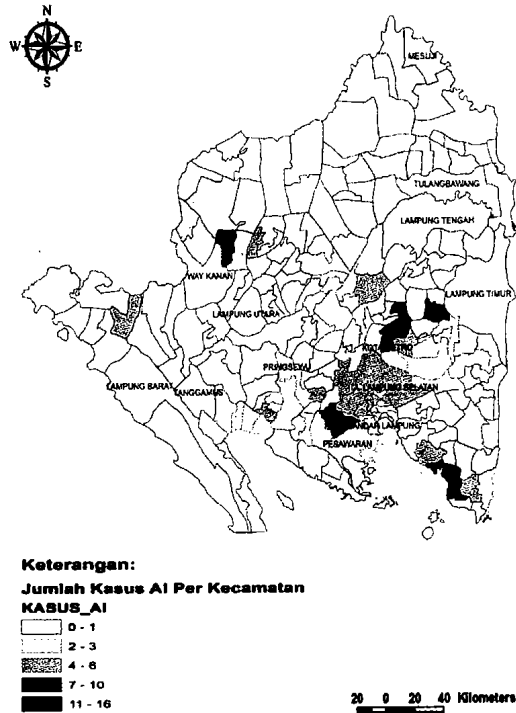 N
W E
S
MESUJI
TULANGBAWANG
LAMPUNG TENGAH
WAY KANAN
LAMPUNG TIMUR
LAMPUNG UTARA
PRINGSEWU
LAMPUNG BARAT
TANGGAMUS
LAMPUNG SELATAN
PESAWARAN
Keterangan:
Jumlah Kasus AI Per Kecamatan
KASUS_AI
0 - 1
2 - 3
4 - 6
7 - 10
11 - 16
20 0 20 40 Kilometers